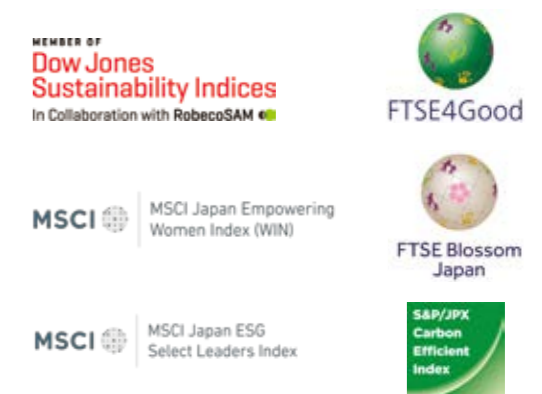 MEMBER OF
Dow Jones
Sustainability Indices
In Collaboration with RobecoSAM
FTSE4Good
MSCI
MSCI Japan Empowering
Women Index (WIN)
FTSE Blossom
Japan
MSCI
MSCI Japan ESG
Select Leaders Index
S&P/JPX
Carbon
Efficient
Index